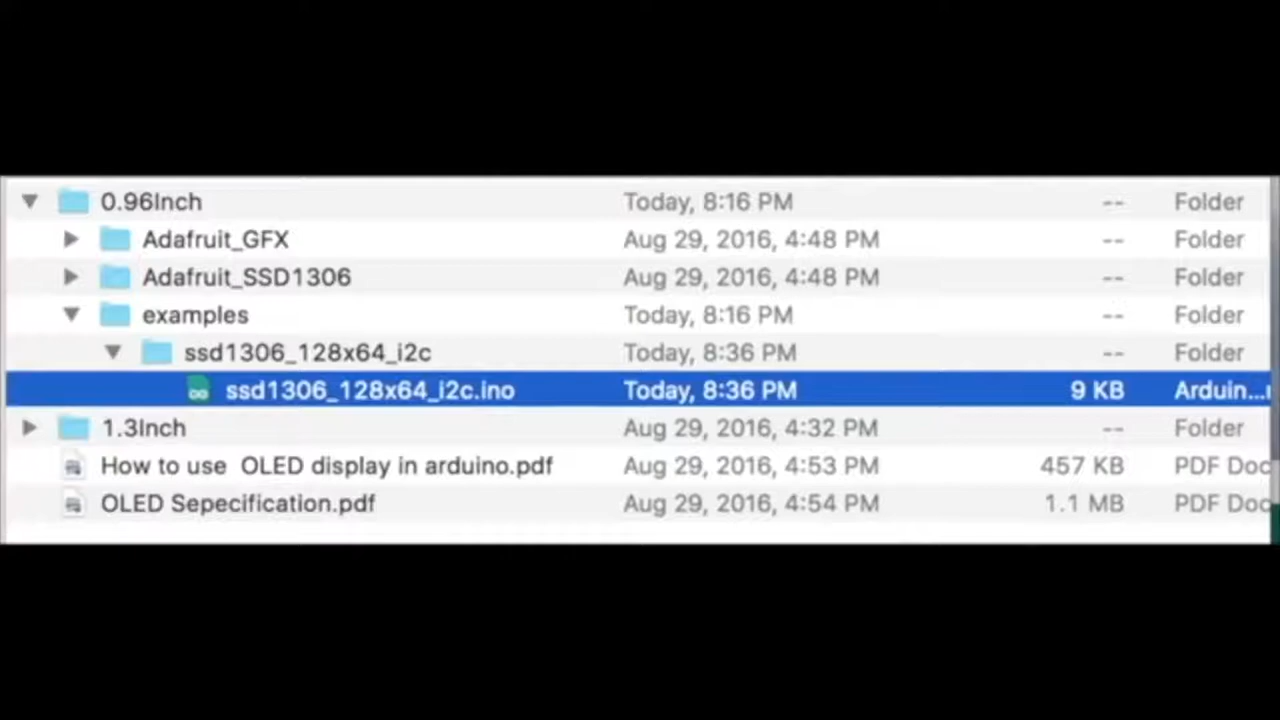 0.96Inch Today, 8:16 PM -- Folder
Adafruit_GFX Aug 29, 2016, 4:48 PM -- Folder
Adafruit_SSD1306 Aug 29, 2016, 4:48 PM -- Folder
examples Today, 8:16 PM -- Folder
ssd1306_128x64_i2c Today, 8:36 PM -- Folder
ssd1306_128x64_i2c.ino Today, 8:36 PM 9 KB Arduin...
1.3Inch Aug 29, 2016, 4:32 PM -- Folder
How to use  OLED display in arduino.pdf Aug 29, 2016, 4:53 PM 457 KB PDF Doc
OLED Sepecification.pdf Aug 29, 2016, 4:54 PM 1.1 MB PDF Doc